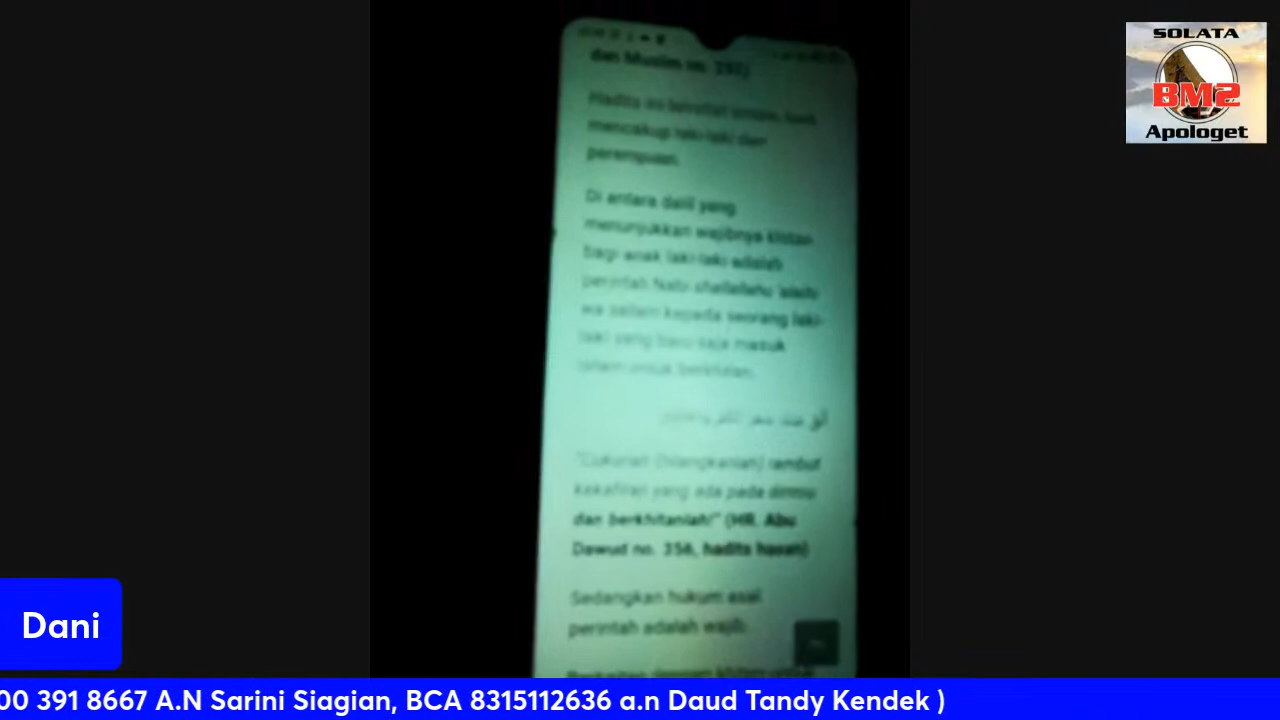 SOLATA
BM2
Apologet
dan Muslim no. 292)
Hadits ini bersifat umum, baik
mencakup laki-laki dan
perempuan.
Di antara dalil yang
menunjukkan wajibnya khitan
bagi anak laki-laki adalah
perintah Nabi shallallahu 'alaihi
wa sallam kepada seorang laki-
laki yang baru saja masuk
Islam untuk berkhitan.
"Cukurlah (hilangkanlah) rambut
kekafiran yang ada pada dirimu
dan berkhitanlah!" (HR. Abu
Dawud no. 356, hadits hasan)
Sedangkan hukum asal
perintah adalah wajib.
Dani
00 391 8667 A.N Sarini Siagian, BCA 8315112636 a.n Daud Tandy Kendek )